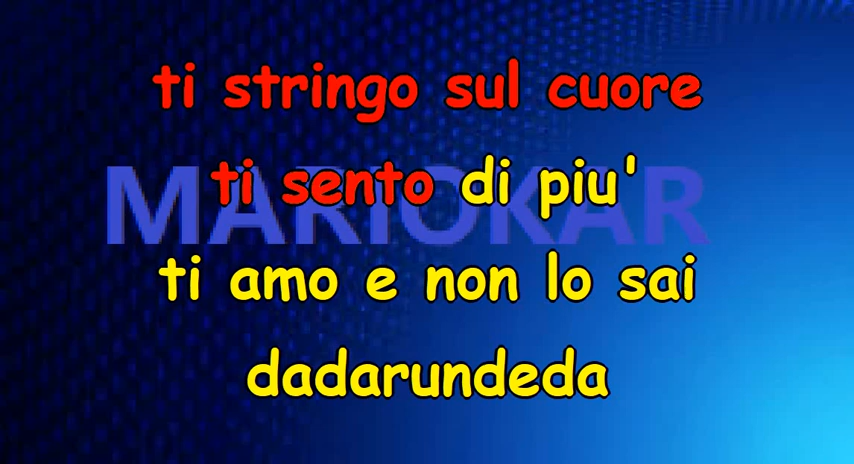 ti stringo sul cuore
ti sento di piu'
MARIOKAR
ti amo e non lo sai
dadarundeda